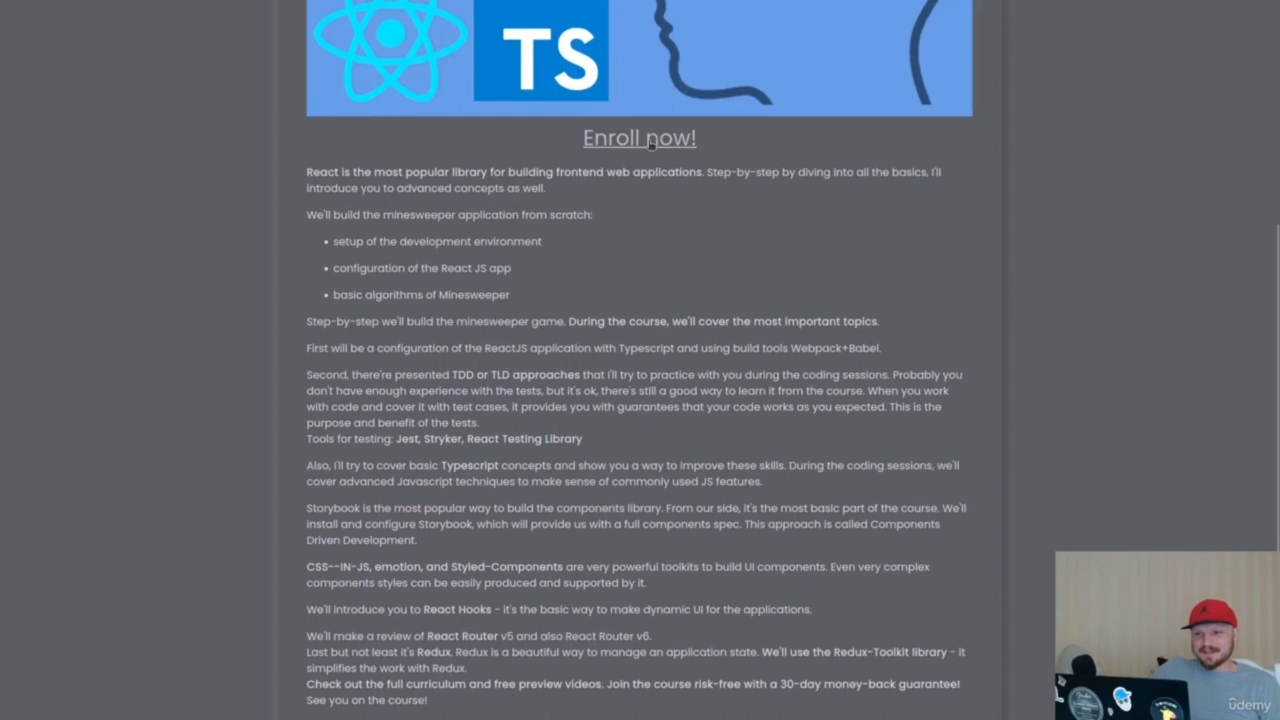 TS
Enroll now!
React is the most popular library for building frontend web applications. Step-by-step by diving into all the basics, I'll
introduce you to advanced concepts as well.
We'll build the minesweeper application from scratch:
• setup of the development environment
• configuration of the React JS app
• basic algorithms of Minesweeper
Step-by-step we'll build the minesweeper game. During the course, we'll cover the most important topics.
First will be a configuration of the ReactJS application with Typescript and using build tools Webpack+Babel.
Second, there're presented TDD or TLD approaches that I'll try to practice with you during the coding sessions. Probably you
don't have enough experience with the tests, but it's ok, there's still a good way to learn it from the course. When you work
with code and cover it with test cases, it provides you with guarantees that your code works as you expected. This is the
purpose and benefit of the tests.
Tools for testing: Jest, Stryker, React Testing Library
Also, I'll try to cover basic Typescript concepts and show you a way to improve these skills. During the coding sessions, we'll
cover advanced Javascript techniques to make sense of commonly used JS features.
Storybook is the most popular way to build the components library. From our side, it's the most basic part of the course. We'll
install and configure Storybook, which will provide us with a full components spec. This approach is called Components
Driven Development.
CSS--IN-JS, emotion, and Styled-Components are very powerful toolkits to build UI components. Even very complex
components styles can be easily produced and supported by it.
We'll introduce you to React Hooks - it's the basic way to make dynamic UI for the applications.
We'll make a review of React Router v5 and also React Router v6.
Last but not least it's Redux. Redux is a beautiful way to manage an application state. We'll use the Redux-Toolkit library - it
simplifies the work with Redux.
Check out the full curriculum and free preview videos. Join the course risk-free with a 30-day money-back guarantee!
See you on the course!
udemy